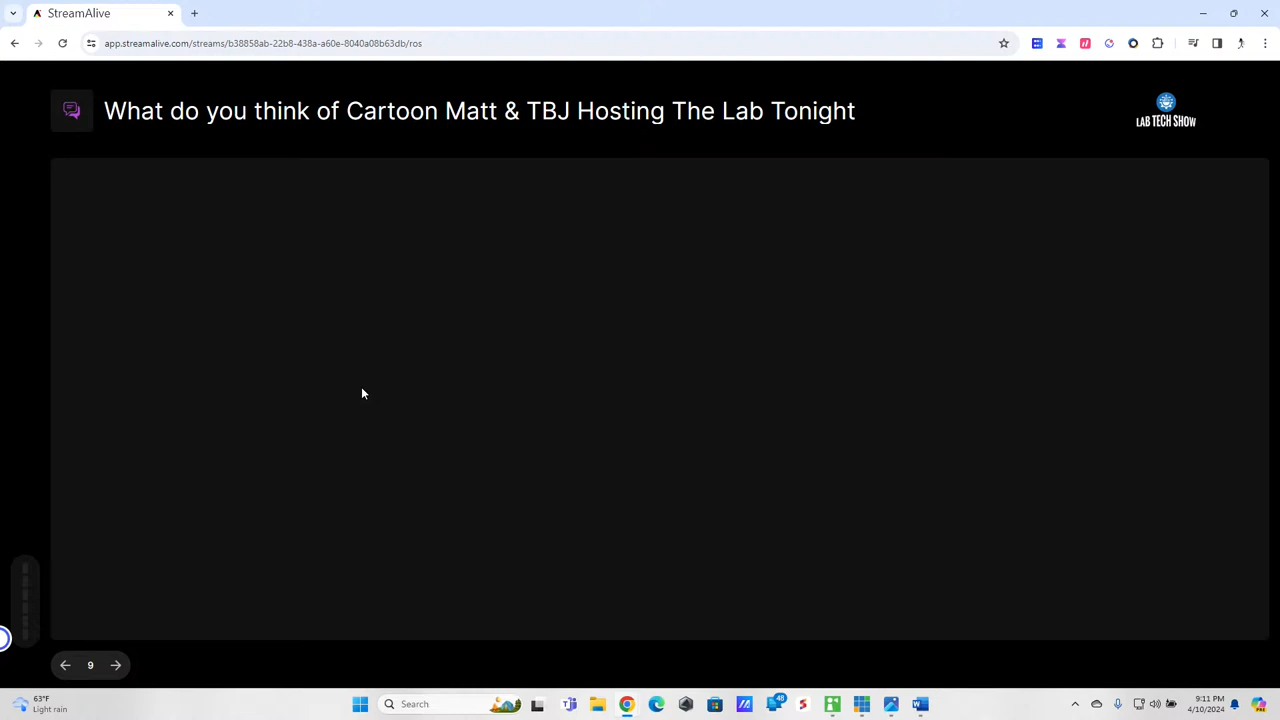 StreamAlive
app.streamalive.com/streams/b38858ab-22b8-438a-a60e-8040a08b63db/ros
What do you think of Cartoon Matt & TBJ Hosting The Lab Tonight
LAB TECH SHOW
9
63°F
Light rain
Search
48
9:11 PM
4/10/2024